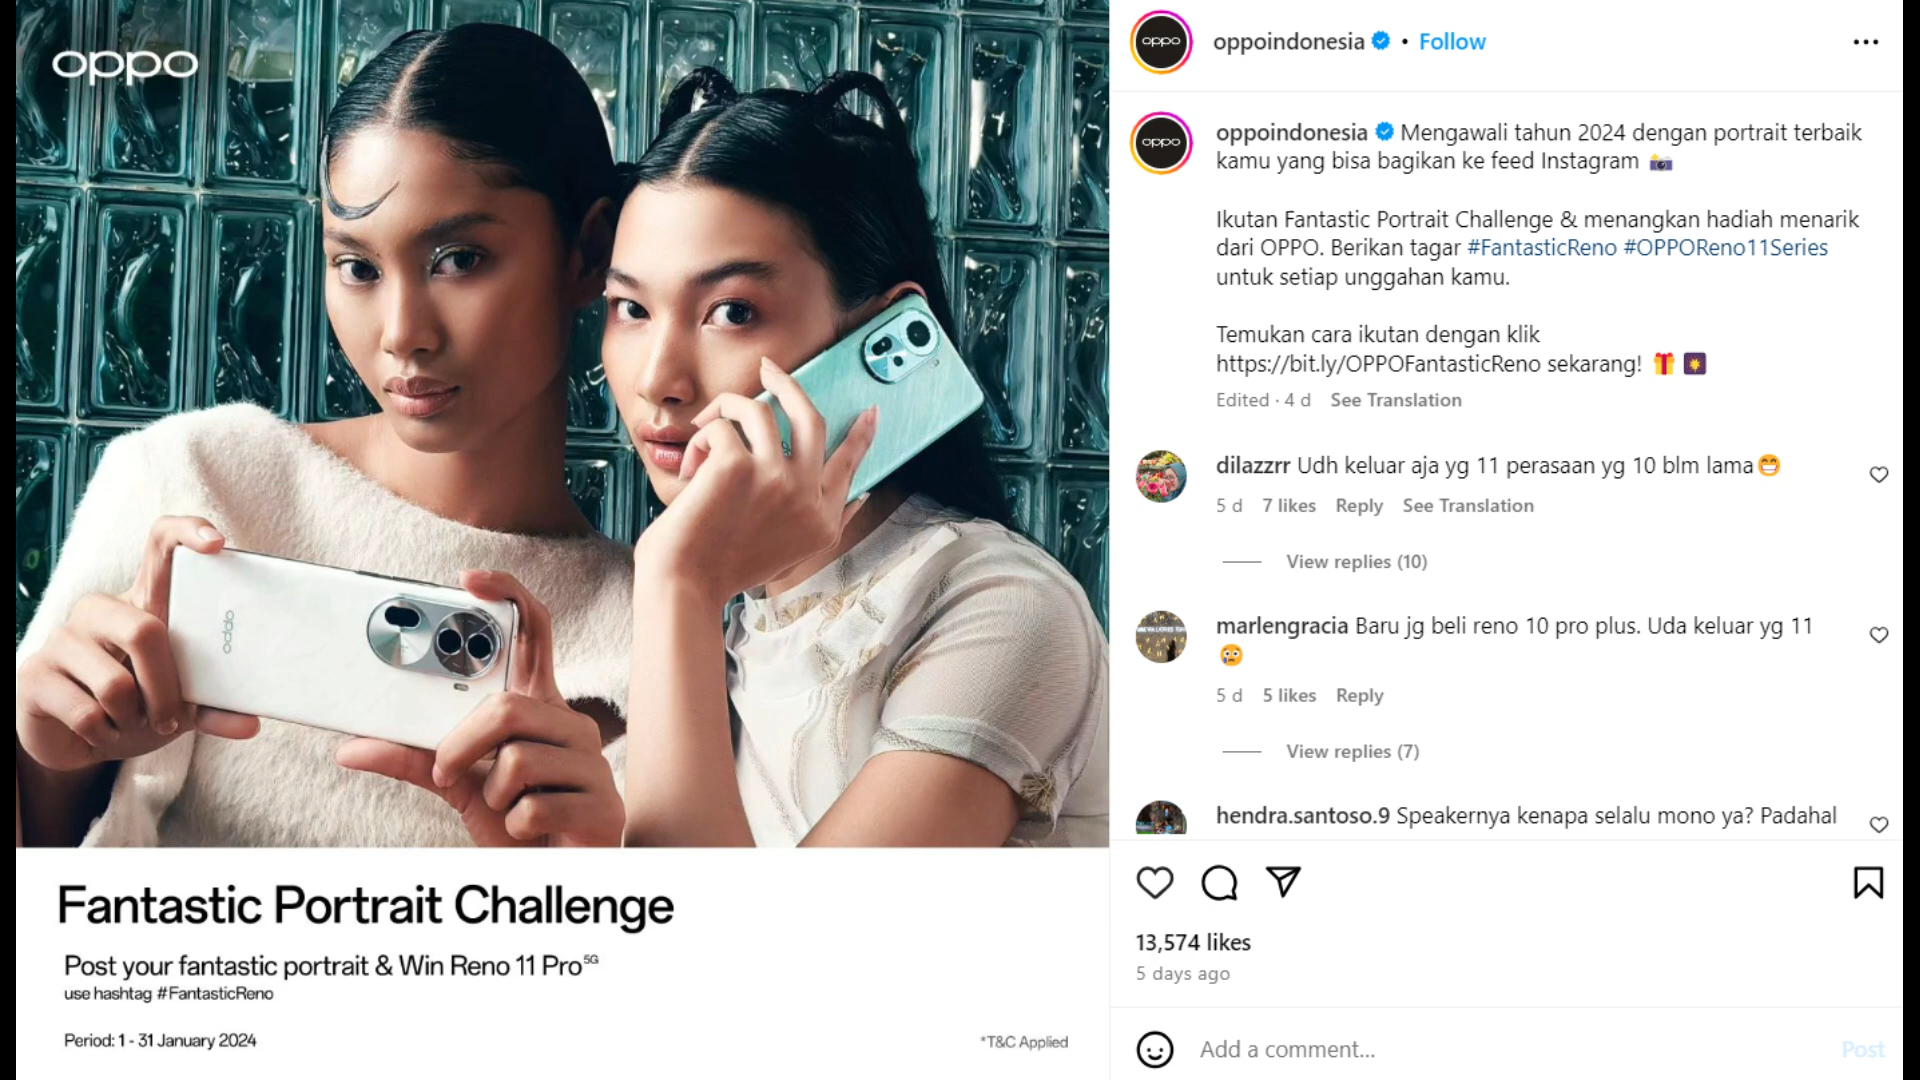 oppo
oppo
Fantastic Portrait Challenge
Post your fantastic portrait & Win Reno 11 Pro 5G
use hashtag #FantasticReno
Period: 1 - 31 January 2024
*T&C Applied
oppo
oppoindonesia • Follow
oppo
oppoindonesia Mengawali tahun 2024 dengan portrait terbaik
kamu yang bisa bagikan ke feed Instagram
Ikutan Fantastic Portrait Challenge & menangkan hadiah menarik
dari OPPO. Berikan tagar #FantasticReno #OPPOReno11Series
untuk setiap unggahan kamu.
Temukan cara ikutan dengan klik
https://bit.ly/OPPOFantasticReno sekarang!
Edited · 4 d See Translation
dilazzrr Udh keluar aja yg 11 perasaan yg 10 blm lama
5 d 7 likes Reply See Translation
View replies (10)
marlengracia Baru jg beli reno 10 pro plus. Uda keluar yg 11
5 d 5 likes Reply
View replies (7)
hendra.santoso.9 Speakernya kenapa selalu mono ya? Padahal
13,574 likes
5 days ago
Add a comment...
Post